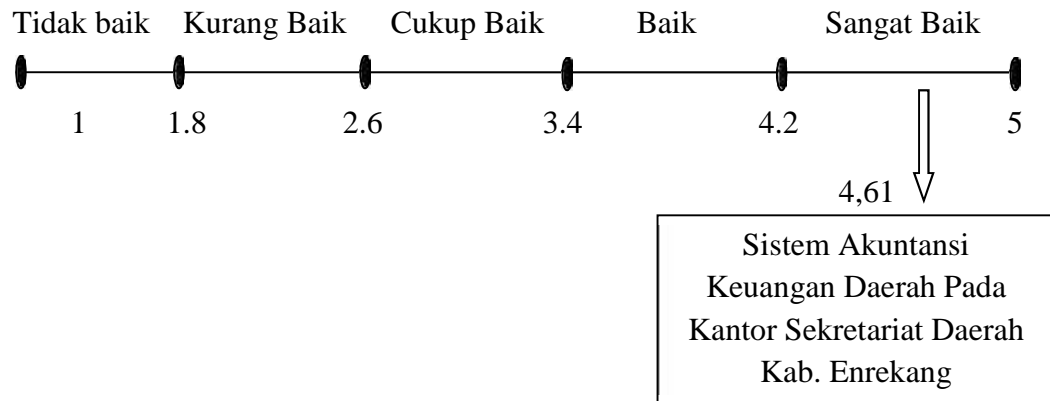 Tidak baik Kurang Baik Cukup Baik Baik Sangat Baik
1 1.8 2.6 3.4 4.2 5
4,61
Sistem Akuntansi
Keuangan Daerah Pada
Kantor Sekretariat Daerah
Kab. Enrekang